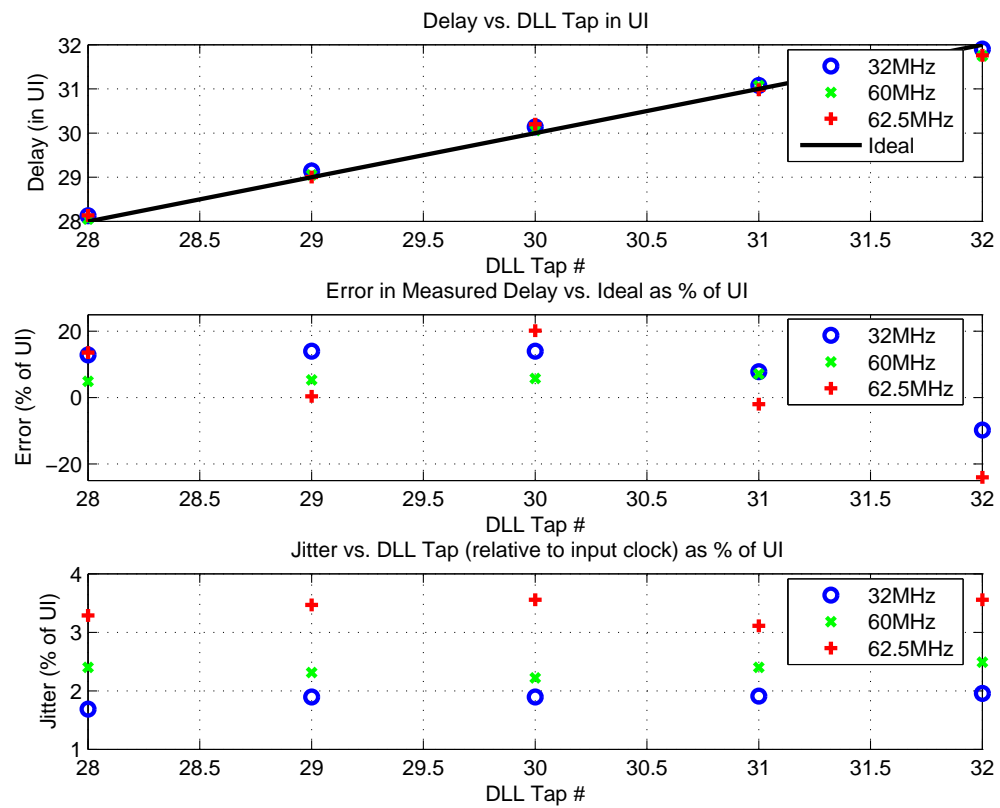 Delay vs. DLL Tap in UI
32
31
30
29
28
Delay (in UI)
32MHz
60MHz
62.5MHz
Ideal
28 28.5 29 29.5 30 30.5 31 31.5 32
DLL Tap #
Error in Measured Delay vs. Ideal as % of UI
20
0
−20
Error (% of UI)
32MHz
60MHz
62.5MHz
28 28.5 29 29.5 30 30.5 31 31.5 32
DLL Tap #
Jitter vs. DLL Tap (relative to input clock) as % of UI
4
3
2
1
Jitter (% of UI)
32MHz
60MHz
62.5MHz
28 28.5 29 29.5 30 30.5 31 31.5 32
DLL Tap #